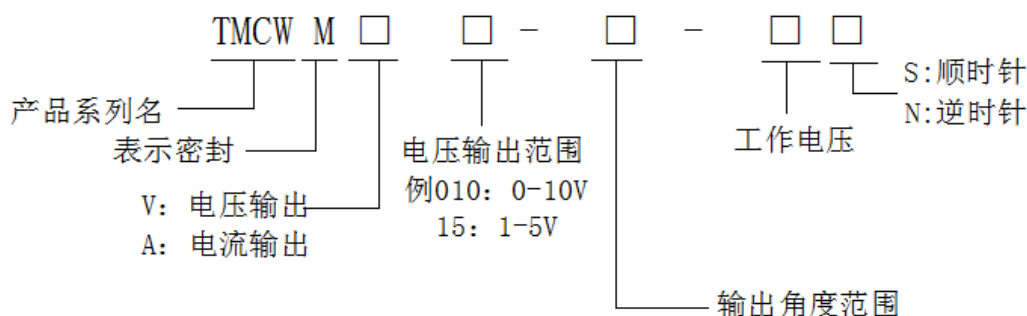 TMCW M □ □ - □ - □ □
S:顺时针
N:逆时针
产品系列名
表示密封
电压输出范围
例010: 0-10V
15: 1-5V
工作电压
V: 电压输出
A: 电流输出
输出角度范围